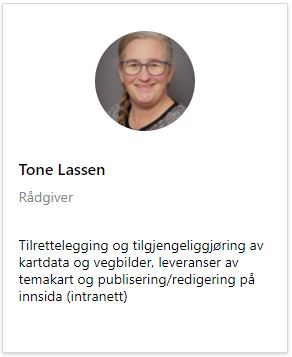 Tone Lassen
Rådgiver
Tilrettelegging og tilgjengeliggjøring av
kartdata og vegbilder, leveranser av
temakart og publisering/redigering på
innsida (intranett)